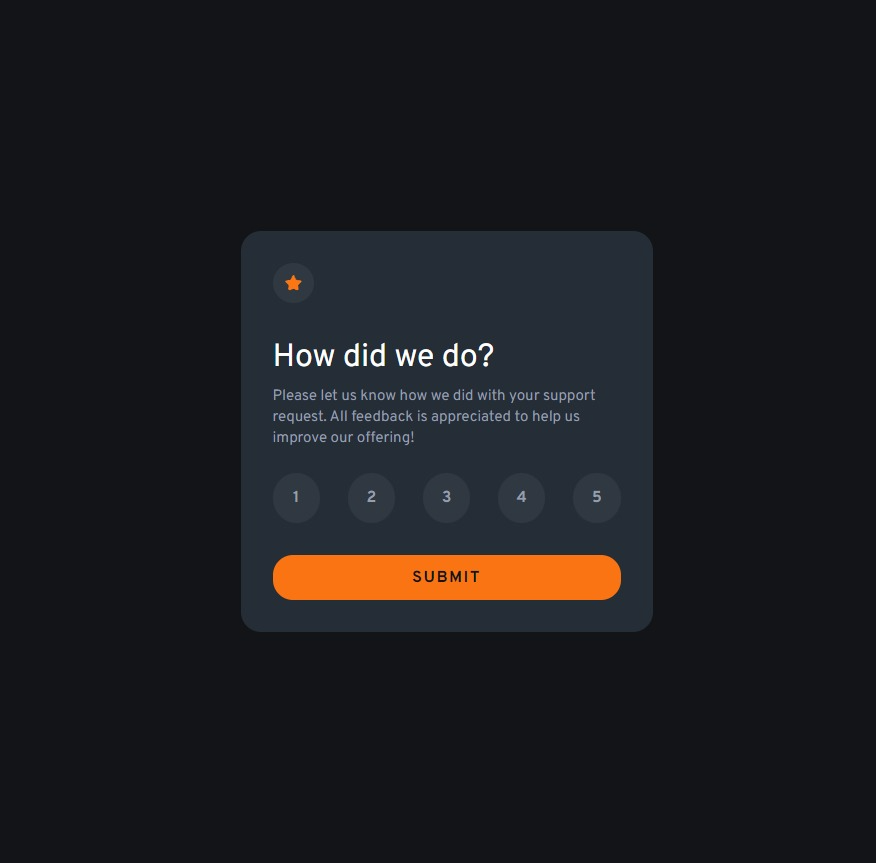 How did we do?
Please let us know how we did with your support
request. All feedback is appreciated to help us
improve our offering!
1 2 3 4 5
SUBMIT